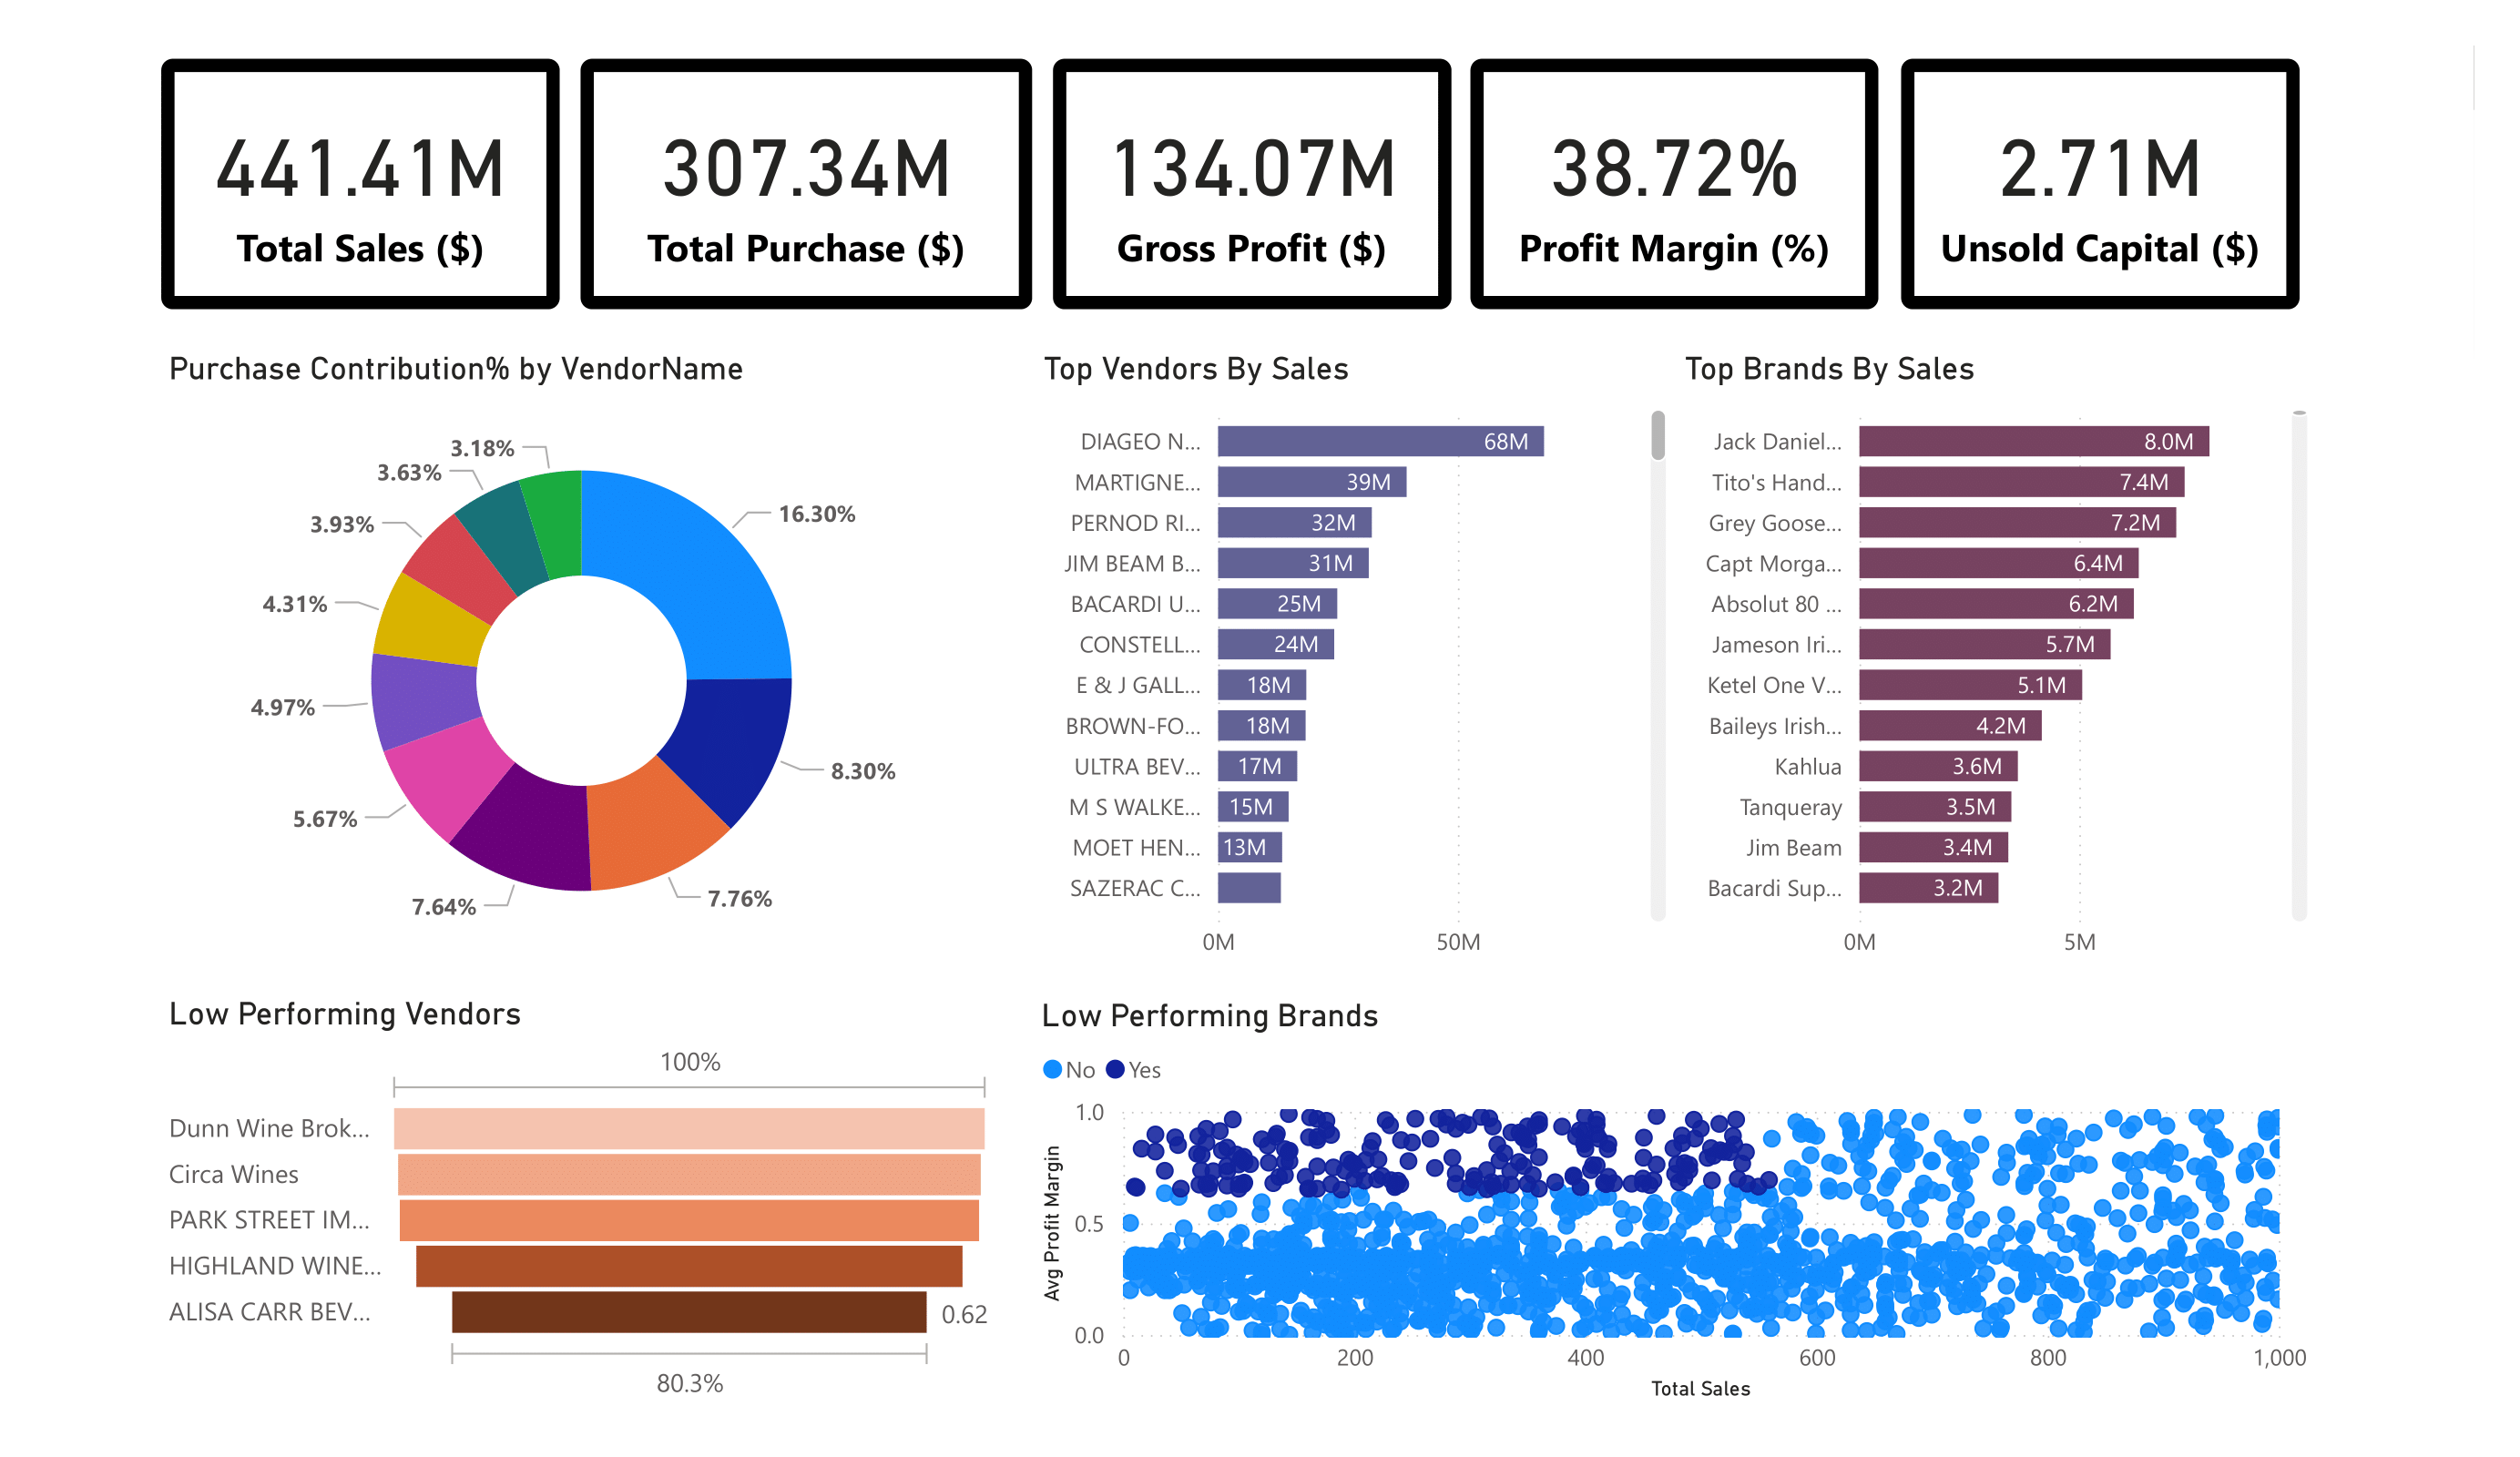 441.41M
Total Sales ($)
307.34M
Total Purchase ($)
134.07M
Gross Profit ($)
38.72%
Profit Margin (%)
2.71M
Unsold Capital ($)
Purchase Contribution% by VendorName
3.18%
3.63%
3.93%
4.31%
4.97%
5.67%
7.64%
7.76%
8.30%
16.30%
Top Vendors By Sales
DIAGEO N... 68M
MARTIGNE... 39M
PERNOD RI... 32M
JIM BEAM B... 31M
BACARDI U... 25M
CONSTELL... 24M
E & J GALL... 18M
BROWN-FO... 18M
ULTRA BEV... 17M
M S WALKE... 15M
MOET HEN... 13M
SAZERAC C...
0M 50M
Top Brands By Sales
Jack Daniel... 8.0M
Tito's Hand... 7.4M
Grey Goose... 7.2M
Capt Morga... 6.4M
Absolut 80 ... 6.2M
Jameson Iri... 5.7M
Ketel One V... 5.1M
Baileys Irish... 4.2M
Kahlua 3.6M
Tanqueray 3.5M
Jim Beam 3.4M
Bacardi Sup... 3.2M
0M 5M
Low Performing Vendors
100%
Dunn Wine Brok...
Circa Wines
PARK STREET IM...
HIGHLAND WINE...
ALISA CARR BEV... 0.62
80.3%
Low Performing Brands
No Yes
Avg Profit Margin
1.0
0.5
0.0
0 200 400 600 800 1,000
Total Sales